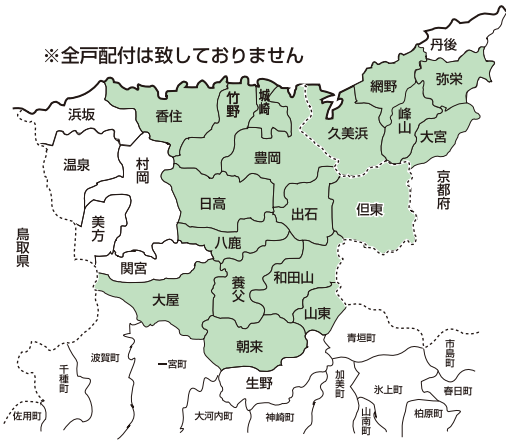 ※全戸配付は致しておりません
丹後
網野
弥栄
浜坂
香住
竹野
城崎
久美浜
峰山
大宮
温泉
村岡
豊岡
京都府
日高
出石
但東
美方
鳥取県
八鹿
関宮
養父
和田山
大屋
山東
朝来
生野
千種町
波賀町
一宮町
青垣町
市島町
加美町
氷上町
春日町
佐用町
大河内町
神崎町
山南町
柏原町